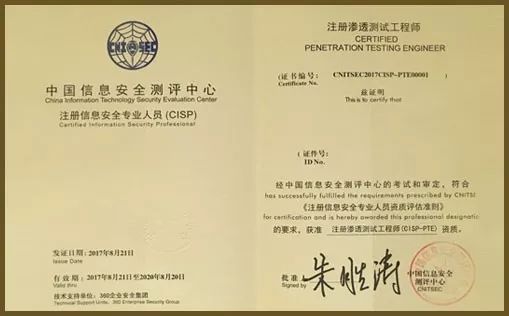 CNITSEC
中国信息安全测评中心
China Information Technology Security Evaluation Center
注册信息安全专业人员(CISP)
Certified Information Security Professional
发证日期：2017年8月21日
Issue Date
有效期：2017年8月21日至2020年8月20日
Valid thru
技术支持单位：360企业安全集团
Technical Support Units：360 Enterprise Security Group
注册渗透测试工程师
CERTIFIED
PENETRATION TESTING ENGINEER
（证书编号：CNITSEC2017CISP-PTE00001）
Certificate No.
兹证明
This is to certify that
（证件号：
ID No.
经中国信息安全测评中心的考试和审定，符合
has successfully fulfilled the requirements prescribed by CNITSEC
《注册信息安全专业人员资质评估准则》
for certification and is hereby awarded this professional designatic
的要求，获准 注册渗透测试工程师(CISP-PTE) 资质。
批准
Signed by
朱胜涛
中国信息安全
测评中心
CNITSEC